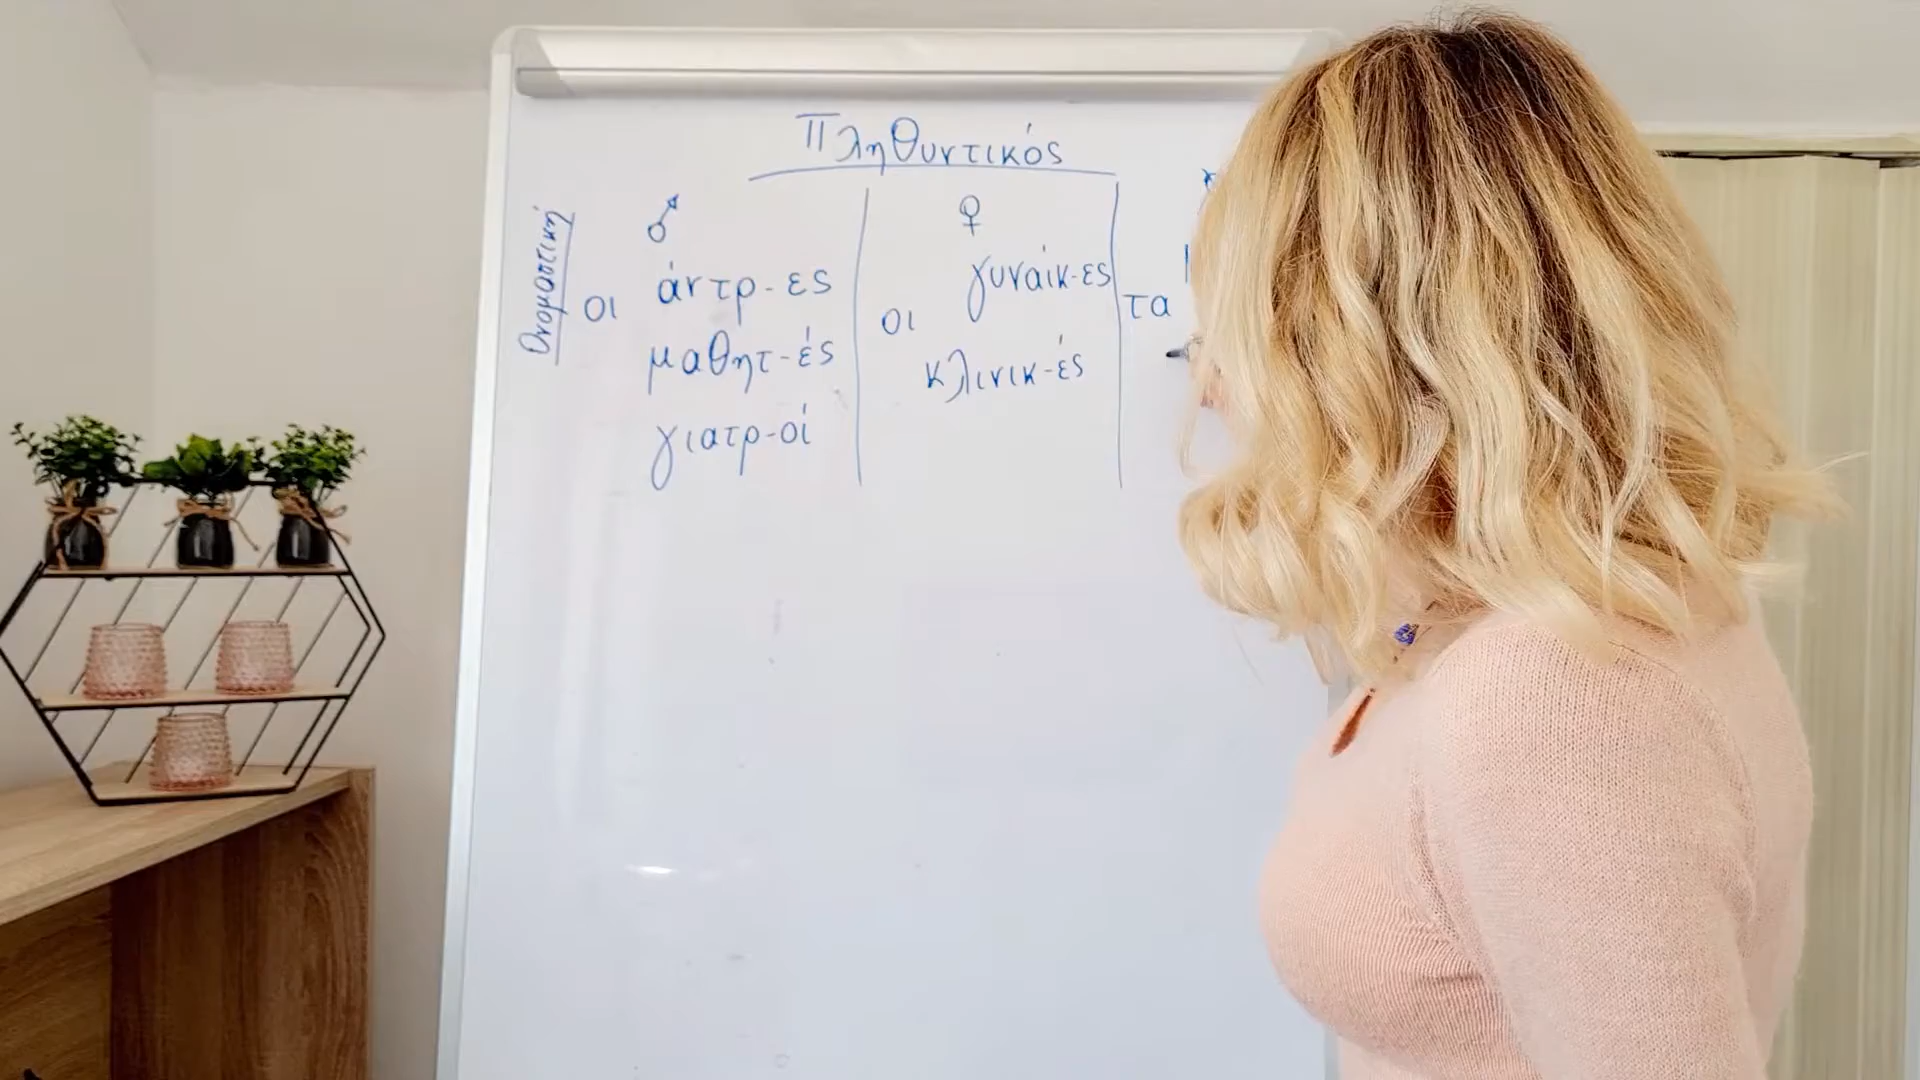 Πληθυντικός
Ονομαστική
♂
οι
άντρ-ες
μαθητ-ές
γιατρ-οί
♀
οι
γυναίκ-ες
κλινικ-ές
τα